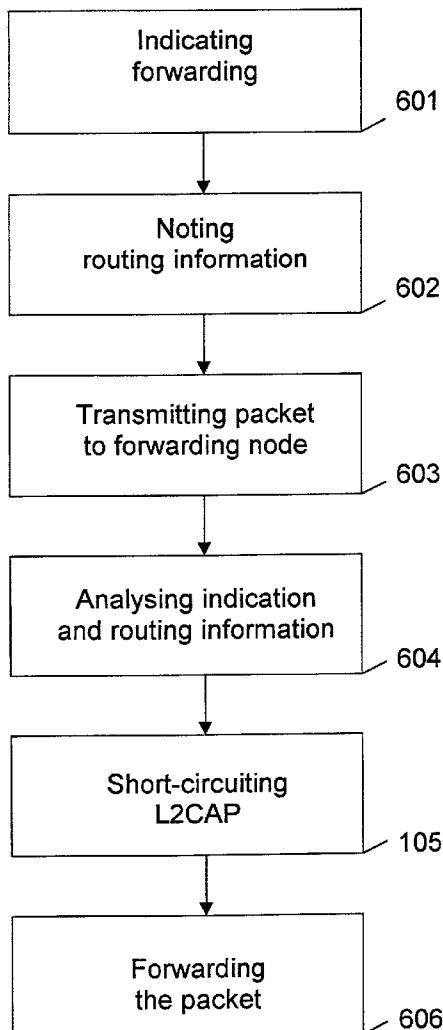 Indicating
forwarding
601
Noting
routing information
602
Transmitting packet
to forwarding node
603
Analysing indication
and routing information
604
Short-circuiting
L2CAP
105
Forwarding
the packet
606